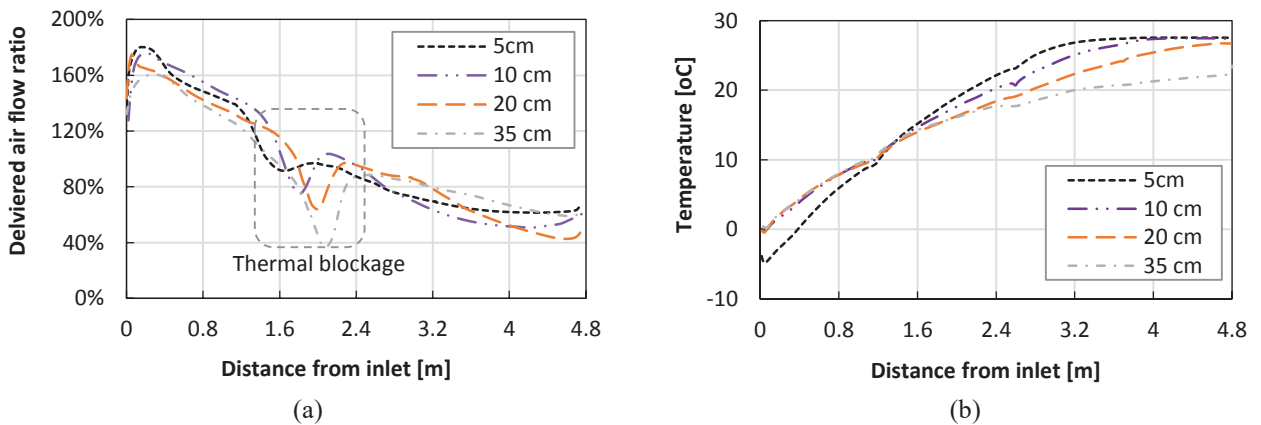 200%
160%
120%
80%
40%
0%
Delviered air flow ratio
5cm
10 cm
20 cm
35 cm
Thermal blockage
0 0.8 1.6 2.4 3.2 4 4.8
Distance from inlet [m]
(a)
30
20
10
0
-10
Temperature [oC]
5cm
10 cm
20 cm
35 cm
0 0.8 1.6 2.4 3.2 4 4.8
Distance from inlet [m]
(b)